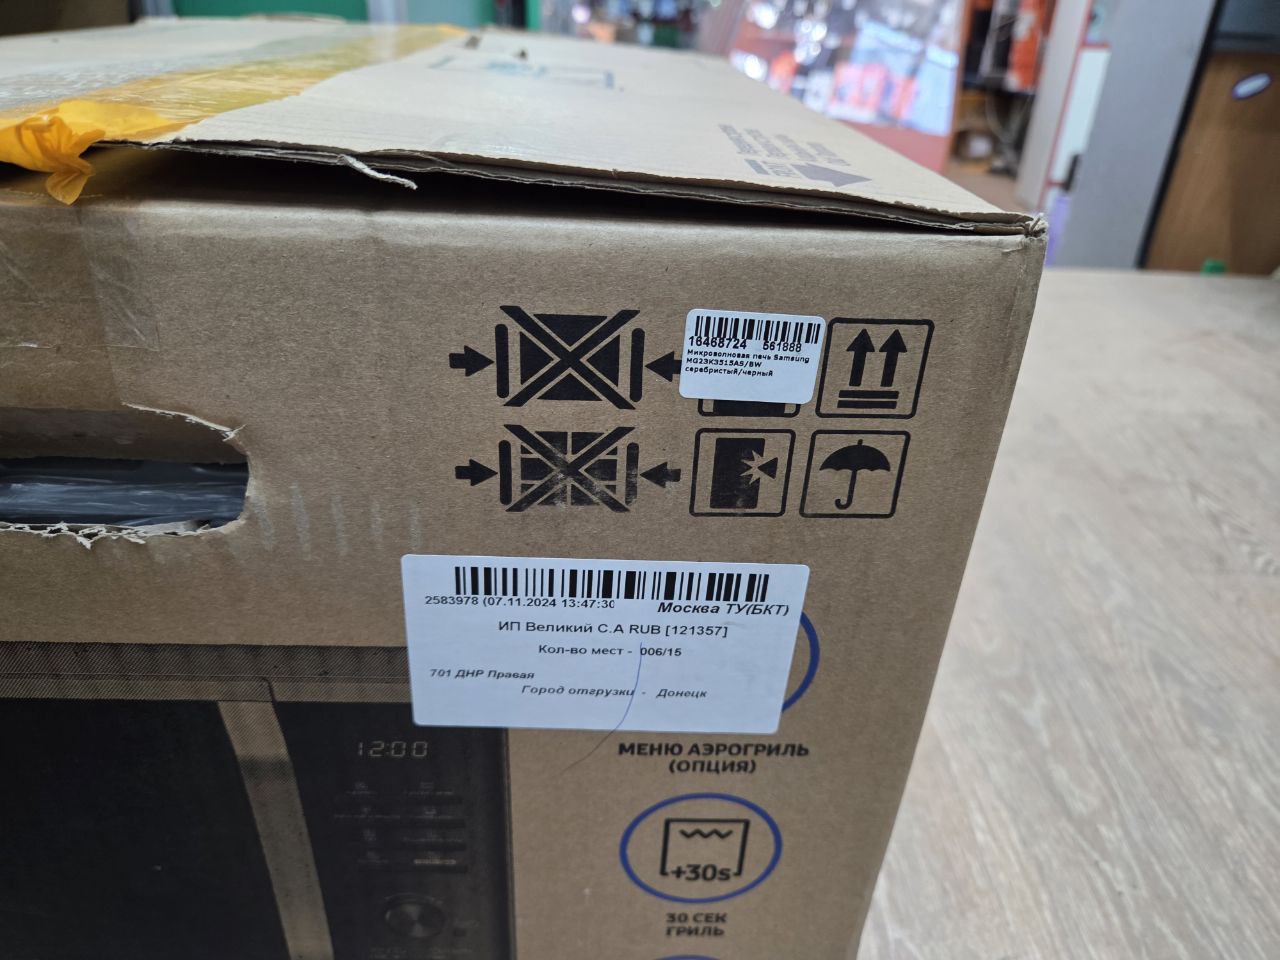 16468724 561888
Микроволновая печь Samsung
MG23K3515AS/BW
серебристый/черный
2583978 (07.11.2024 13:47:30
Москва ТУ(БКТ)
ИП Великий С.А RUB [121357]
Кол-во мест - 006/15
701 ДНР Правая
Город отгрузки - Донецк
12:00
МЕНЮ АЭРОГРИЛЬ
(ОПЦИЯ)
+30s
30 СЕК
ГРИЛЬ